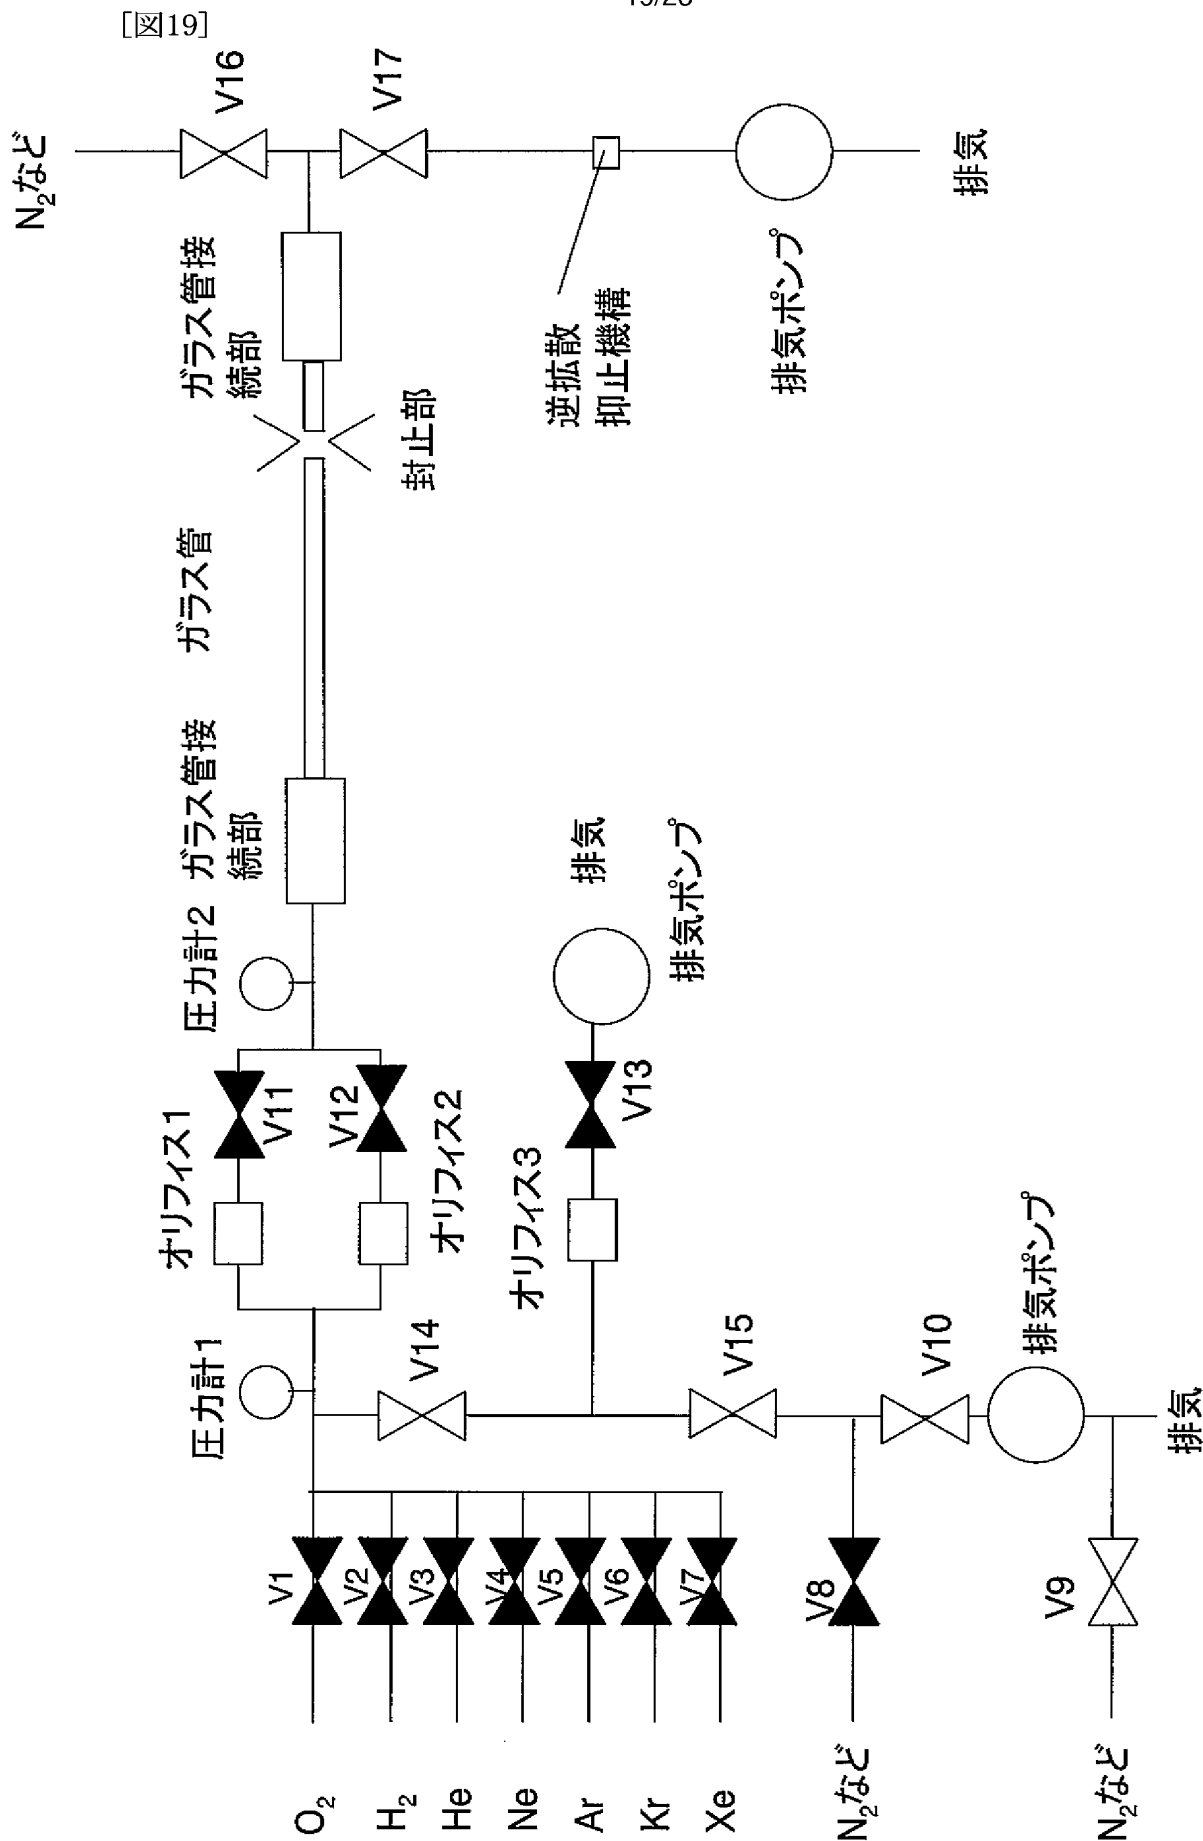 19/28
[図19]
N₂など
V16
V17
ガラス管接
続部
封止部
逆拡散
抑止機構
排気ポンプ
排気
ガラス管
ガラス管接
続部
圧力計2
排気
排気ポンプ
オリフィス1
V11
V12
オリフィス2
オリフィス3
V13
圧力計1
V14
V15
V10
排気ポンプ
排気
V1
V2
V3
V4
V5
V6
V7
V8
V9
O₂
H₂
He
Ne
Ar
Kr
Xe
N₂など
N₂など